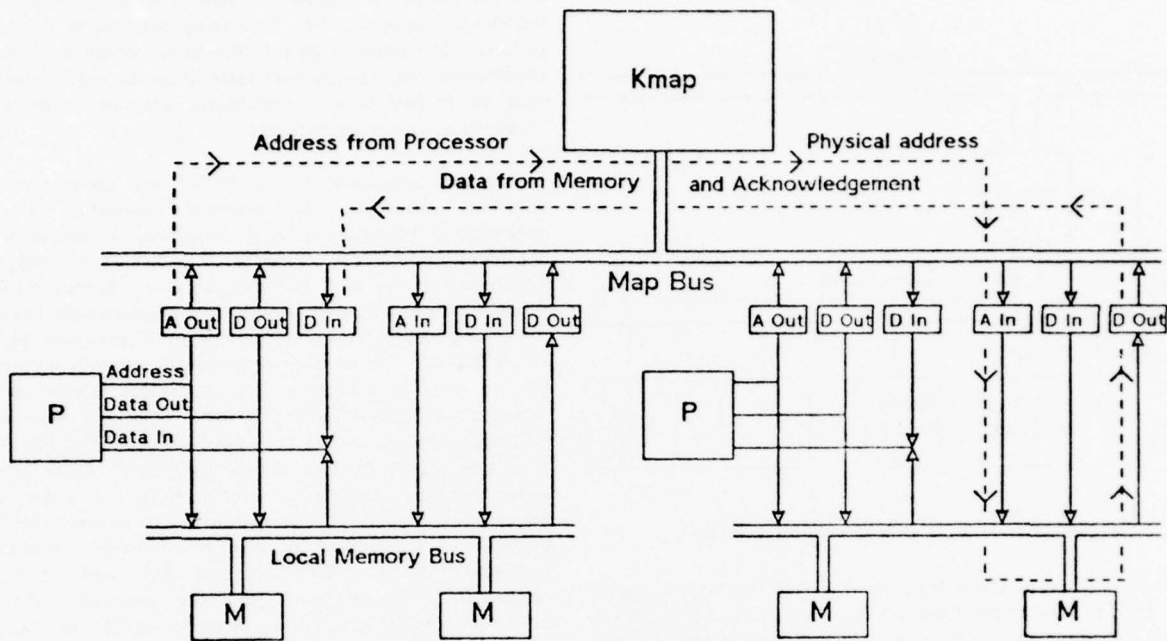 Kmap
Address from Processor
Physical address
Data from Memory
and Acknowledgement
Map Bus
A Out
D Out
D In
A In
D In
D Out
A Out
D Out
D In
A In
D In
D Out
P
Address
Data Out
Data In
P
Local Memory Bus
M
M
M
M